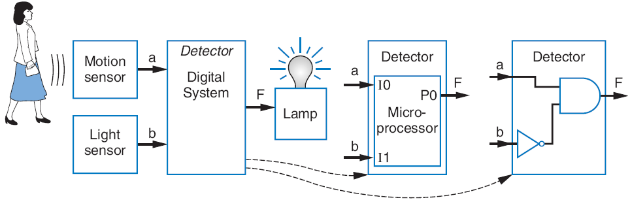 Motion
sensor
a
Light
sensor
b
Detector
Digital
System
F
Lamp
Detector
a
I0
P0
F
Micro-
processor
b
I1
Detector
a
F
b